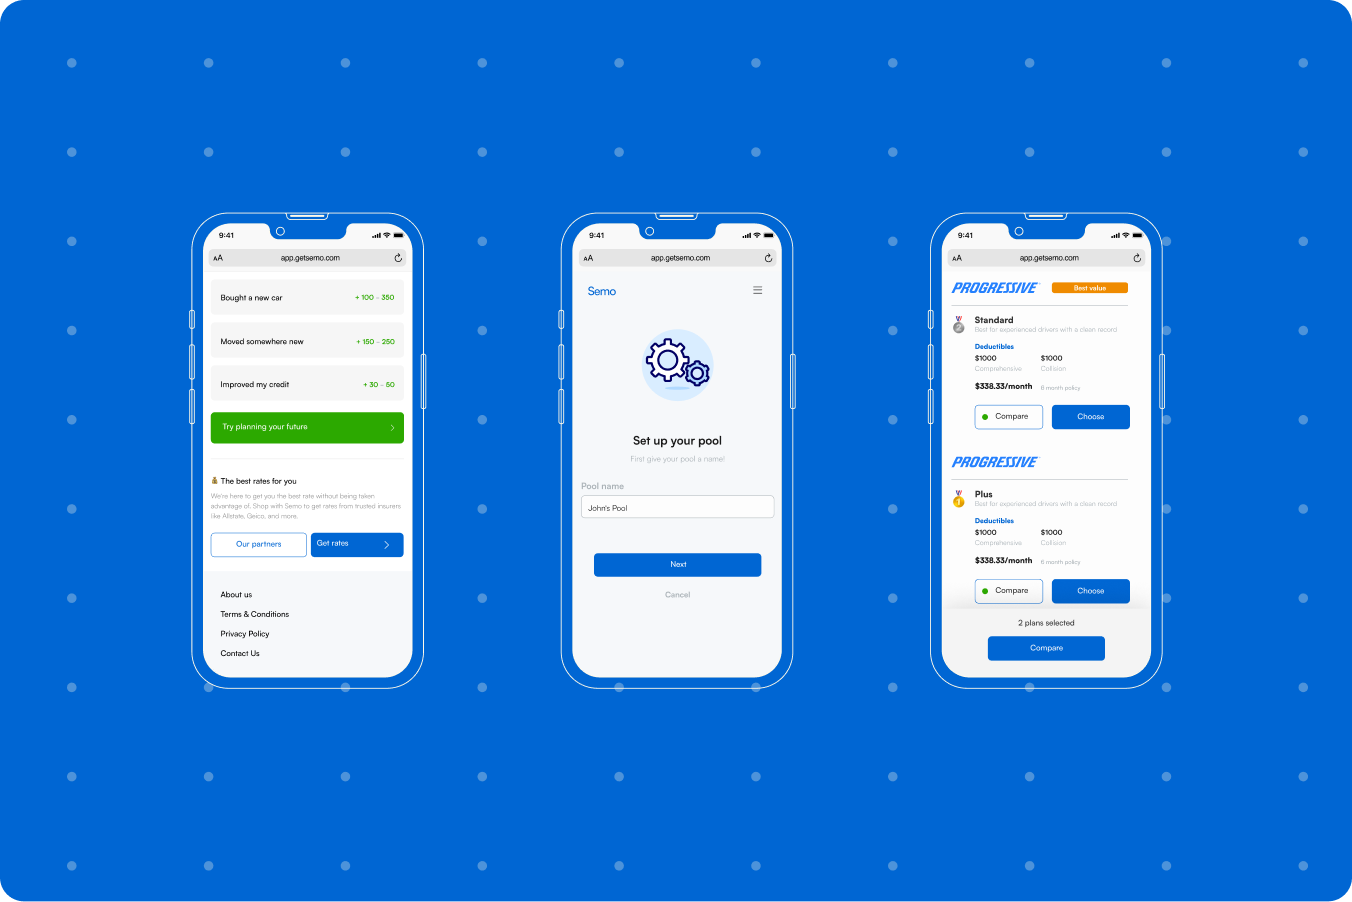 9:41
AA app.getsemo.com
Bought a new car + 100 - 350
Moved somewhere new + 150 - 250
Improved my credit + 30 - 50
Try planning your future
The best rates for you
We're here to get you the best rate without being taken
advantage of. Shop with Semo to get rates from trusted insurers
like Allstate, Geico, and more.
Our partners
Get rates
About us
Terms & Conditions
Privacy Policy
Contact Us
9:41
AA app.getsemo.com
Semo
Set up your pool
First give your pool a name!
Pool name
John's Pool
Next
Cancel
9:41
AA app.getsemo.com
PROGRESSIVE Best value
2 Standard
Best for experienced drivers with a clean record
Deductibles
$1000 $1000
Comprehensive Collision
$338.33/month 6 month policy
Compare Choose
PROGRESSIVE
1 Plus
Best for experienced drivers with a clean record
Deductibles
$1000 $1000
Comprehensive Collision
$338.33/month 6 month policy
Compare Choose
2 plans selected
Compare